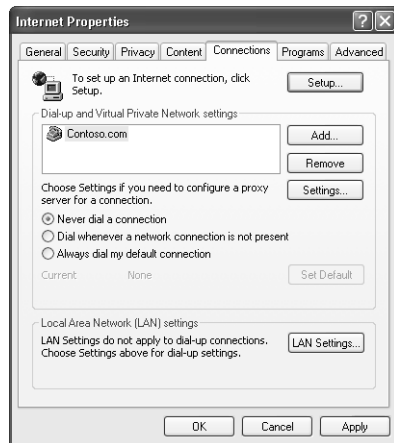 Internet Properties
General Security Privacy Content Connections Programs Advanced
To set up an Internet connection, click
Setup.
Setup...
Dial-up and Virtual Private Network settings
Contoso.com
Add...
Remove
Choose Settings if you need to configure a proxy
server for a connection.
Settings...
Never dial a connection
Dial whenever a network connection is not present
Always dial my default connection
Current None
Set Default
Local Area Network (LAN) settings
LAN Settings do not apply to dial-up connections.
Choose Settings above for dial-up settings.
LAN Settings...
OK Cancel Apply